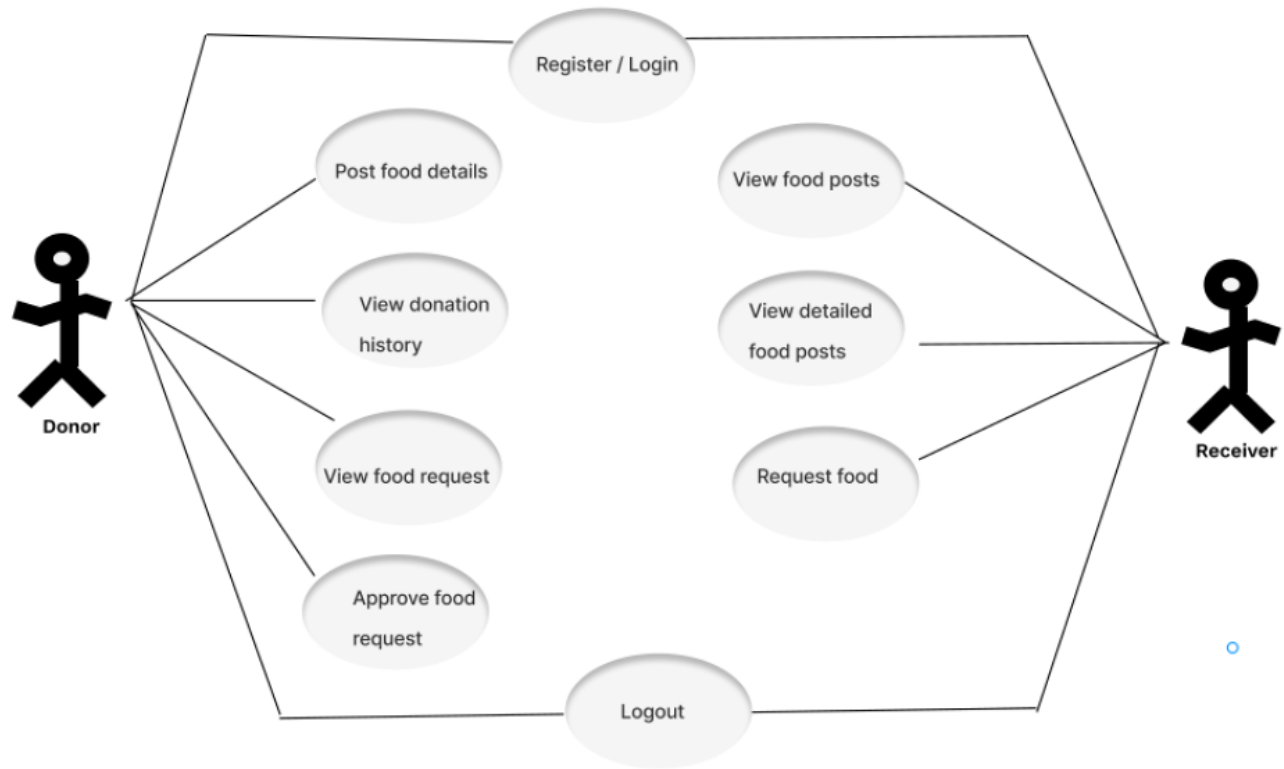 Register / Login
Post food details
View food posts
View donation
history
View detailed
food posts
Donor
Receiver
View food request
Request food
Approve food
request
Logout